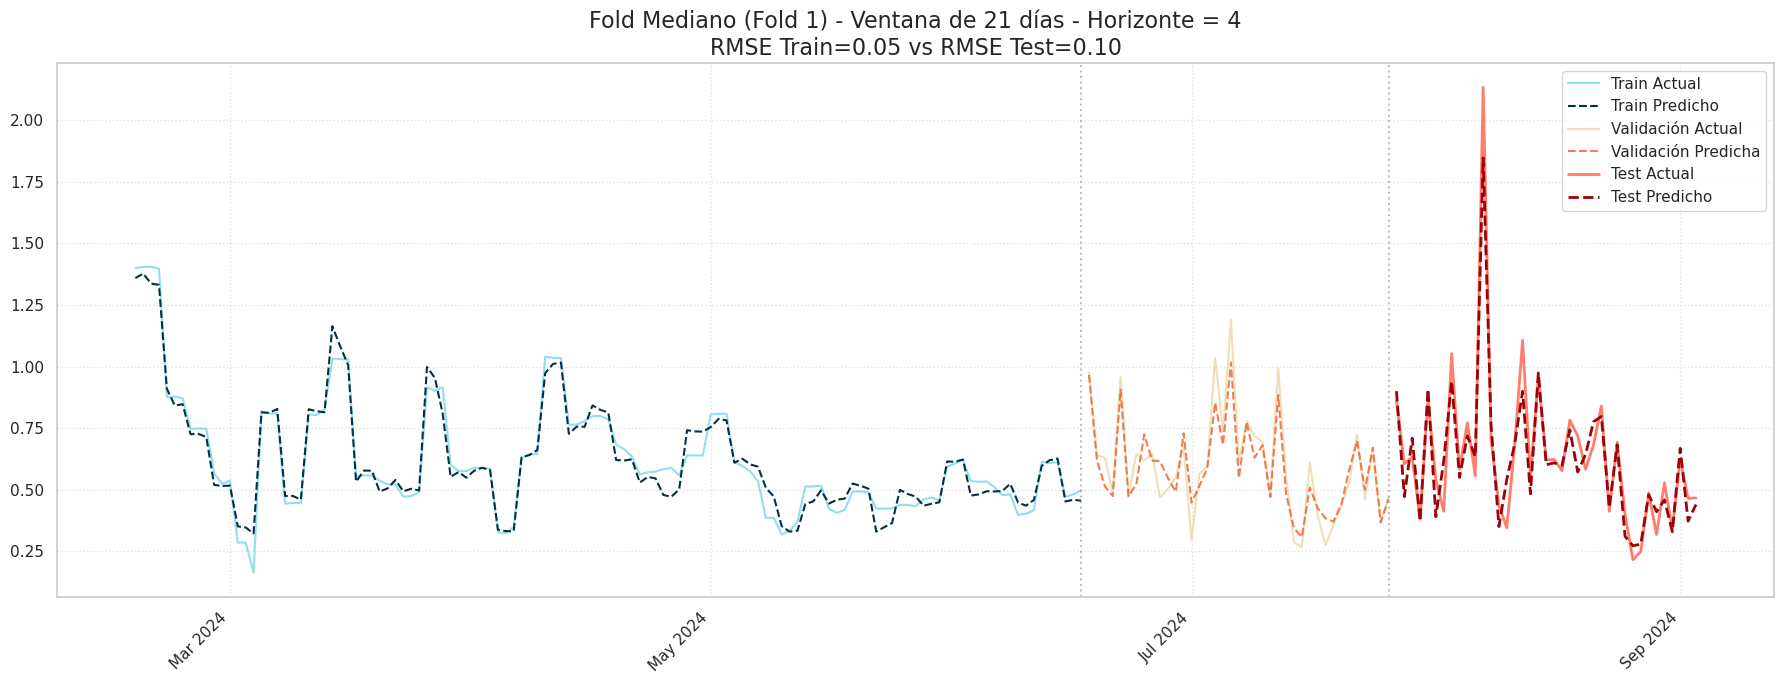 Fold Mediano (Fold 1) - Ventana de 21 días - Horizonte = 4
RMSE Train=0.05 vs RMSE Test=0.10
Train Actual
Train Predicho
Validación Actual
Validación Predicha
Test Actual
Test Predicho
2.00
1.75
1.50
1.25
1.00
0.75
0.50
0.25
Mar 2024
May 2024
Jul 2024
Sep 2024